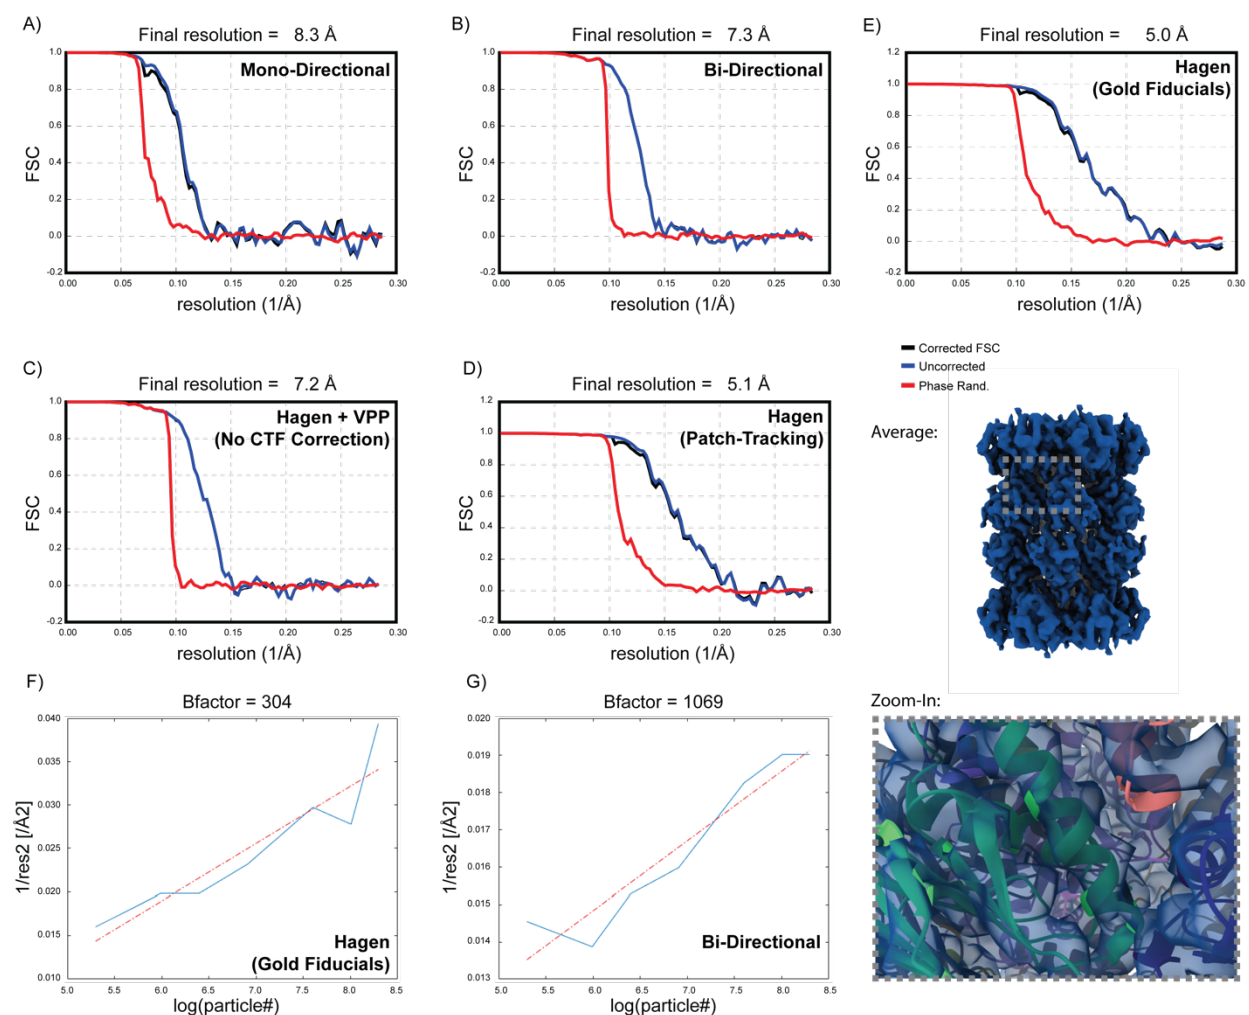 A)
Final resolution = 8.3 Å
Mono-Directional
1.0
0.8
0.6
0.4
0.2
0.0
-0.2
FSC
0.00 0.05 0.10 0.15 0.20 0.25 0.30
resolution (1/Å)
B)
Final resolution = 7.3 Å
Bi-Directional
1.0
0.8
0.6
0.4
0.2
0.0
-0.2
FSC
0.00 0.05 0.10 0.15 0.20 0.25 0.30
resolution (1/Å)
E)
Final resolution = 5.0 Å
Hagen
(Gold Fiducials)
1.0
0.8
0.6
0.4
0.2
0.0
-0.2
FSC
0.00 0.05 0.10 0.15 0.20 0.25 0.30
resolution (1/Å)
C)
Final resolution = 7.2 Å
Hagen + VPP
(No CTF Correction)
1.0
0.8
0.6
0.4
0.2
0.0
-0.2
FSC
0.00 0.05 0.10 0.15 0.20 0.25 0.30
resolution (1/Å)
D)
Final resolution = 5.1 Å
Hagen
(Patch-Tracking)
1.2
1.0
0.8
0.6
0.4
0.2
0.0
-0.2
FSC
0.00 0.05 0.10 0.15 0.20 0.25 0.30
resolution (1/Å)
Corrected FSC
Uncorrected
Phase Rand.
Average:
Zoom-In:
F)
Bfactor = 304
0.040
0.035
0.030
0.025
0.020
0.015
0.010
1/res2 [/Å2]
Hagen
(Gold Fiducials)
5.0 5.5 6.0 6.5 7.0 7.5 8.0 8.5
log(particle#)
G)
Bfactor = 1069
0.020
0.019
0.018
0.017
0.016
0.015
0.014
0.013
1/res2 [/Å2]
Bi-Directional
5.0 5.5 6.0 6.5 7.0 7.5 8.0 8.5
log(particle#)